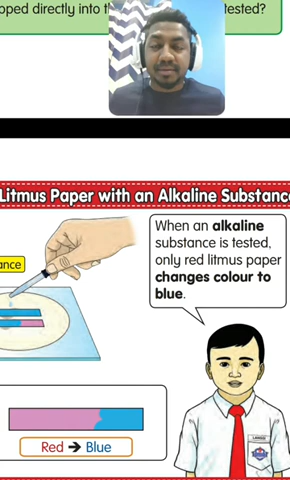 directly into
tested?
Litmus Paper with an Alkaline Substanc
ance
When an alkaline
substance is tested,
only red litmus paper
changes colour to
blue.
Red → Blue